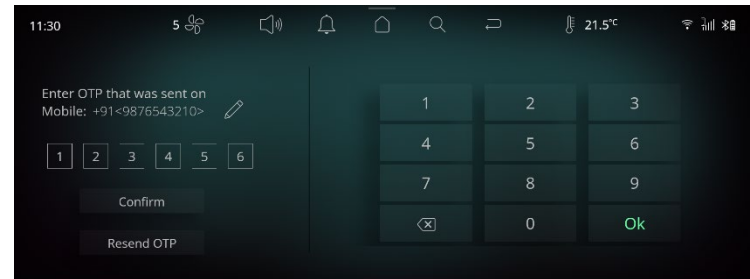 11:30 5 21.5°C
Enter OTP that was sent on
Mobile: +91<9876543210>
1 2 3 4 5 6
Confirm
Resend OTP
1 2 3
4 5 6
7 8 9
0 Ok